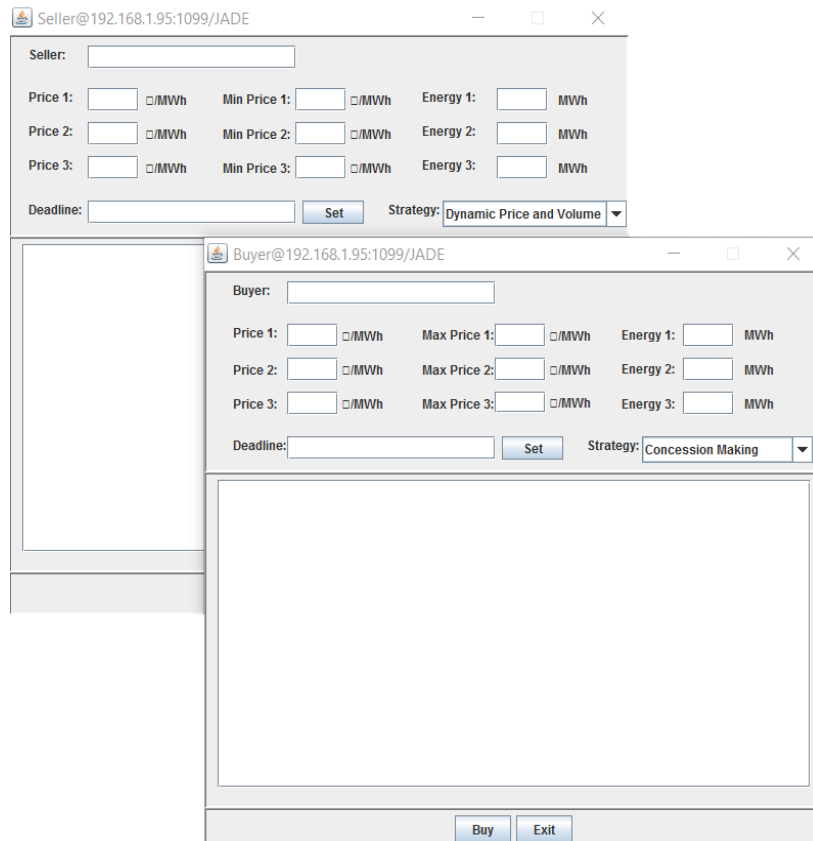 Seller@192.168.1.95:1099/JADE
Seller:
Price 1: □/MWh Min Price 1: □/MWh Energy 1: MWh
Price 2: □/MWh Min Price 2: □/MWh Energy 2: MWh
Price 3: □/MWh Min Price 3: □/MWh Energy 3: MWh
Deadline: Set Strategy: Dynamic Price and Volume
Buyer@192.168.1.95:1099/JADE
Buyer:
Price 1: □/MWh Max Price 1: □/MWh Energy 1: MWh
Price 2: □/MWh Max Price 2: □/MWh Energy 2: MWh
Price 3: □/MWh Max Price 3: □/MWh Energy 3: MWh
Deadline: Set Strategy: Concession Making
Buy Exit